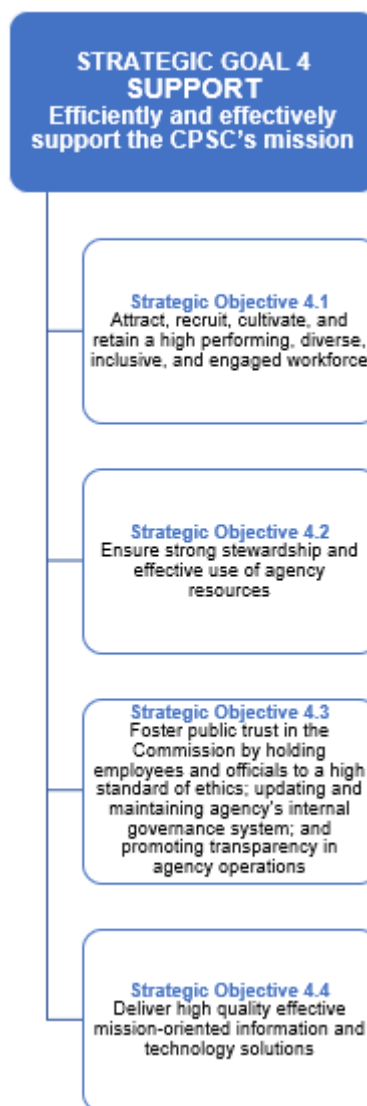 STRATEGIC GOAL 4
SUPPORT
Efficiently and effectively
support the CPSC's mission
Strategic Objective 4.1
Attract, recruit, cultivate, and
retain a high performing, diverse,
inclusive, and engaged workforce
Strategic Objective 4.2
Ensure strong stewardship and
effective use of agency
resources
Strategic Objective 4.3
Foster public trust in the
Commission by holding
employees and officials to a high
standard of ethics; updating and
maintaining agency's internal
governance system; and
promoting transparency in
agency operations
Strategic Objective 4.4
Deliver high quality effective
mission-oriented information and
technology solutions